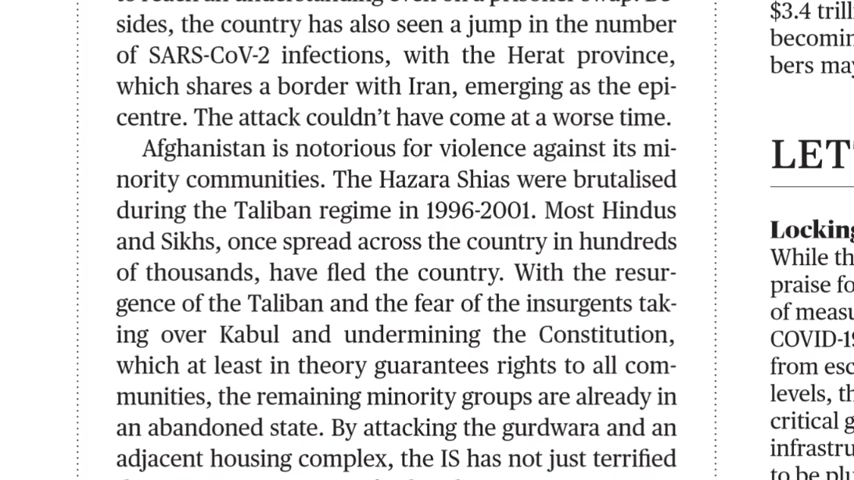 sides, the country has also seen a jump in the number
of SARS-CoV-2 infections, with the Herat province,
which shares a border with Iran, emerging as the epi-
centre. The attack couldn't have come at a worse time.
Afghanistan is notorious for violence against its mi-
nority communities. The Hazara Shias were brutalised
during the Taliban regime in 1996-2001. Most Hindus
and Sikhs, once spread across the country in hundreds
of thousands, have fled the country. With the resur-
gence of the Taliban and the fear of the insurgents tak-
ing over Kabul and undermining the Constitution,
which at least in theory guarantees rights to all com-
munities, the remaining minority groups are already in
an abandoned state. By attacking the gurdwara and an
adjacent housing complex, the IS has not just terrified
$3.4 trill
becomin
bers may
LET
Locking
While th
praise fo
of measu
COVID-19
from esc
levels, th
critical g
infrastru
to be plu